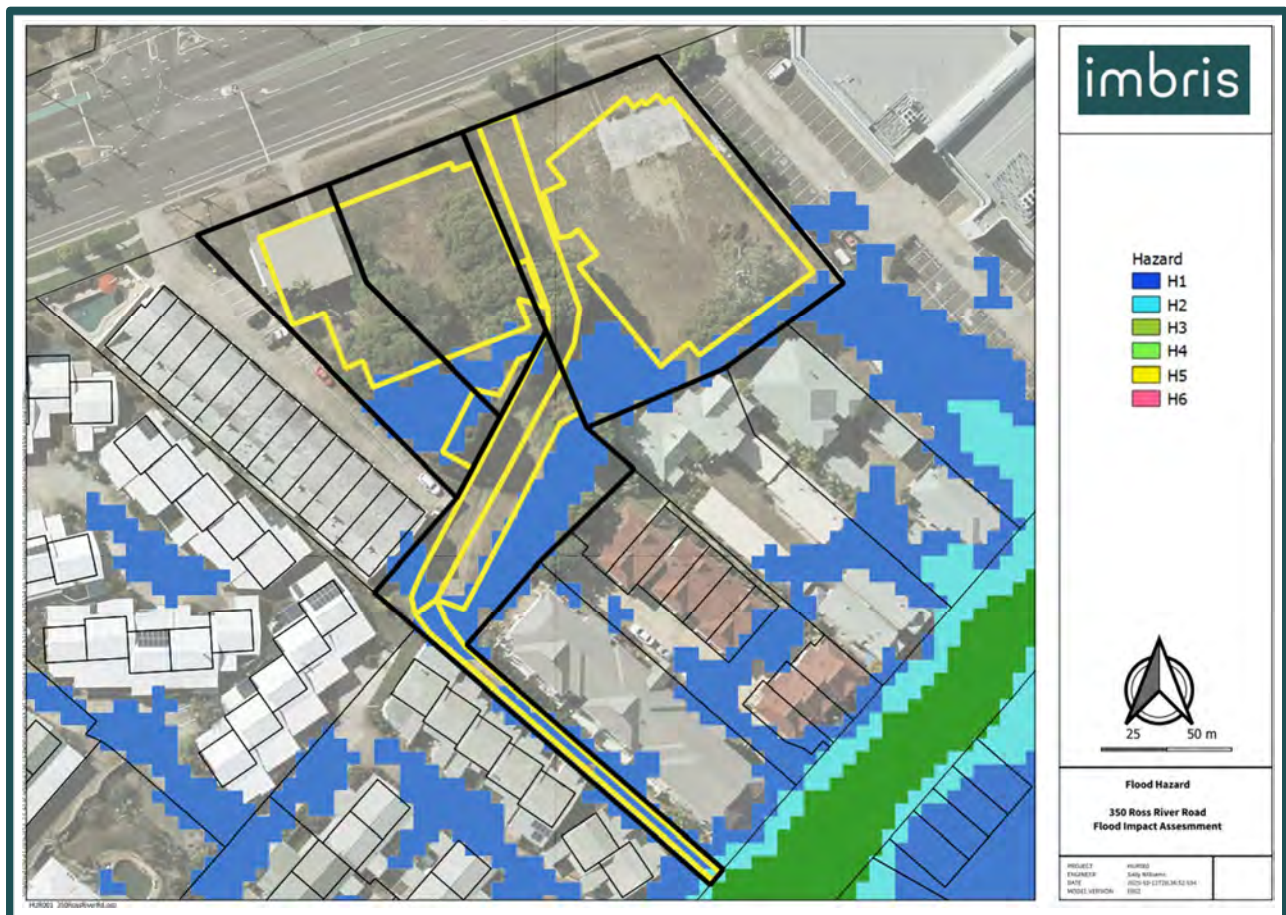 imbris
Hazard
H1
H2
H3
H4
H5
H6
25 50 m
Flood Hazard
350 Ross River Road
Flood Impact Assesmment
PROJECT
ENGINEER
DATE
MODEL VERSION